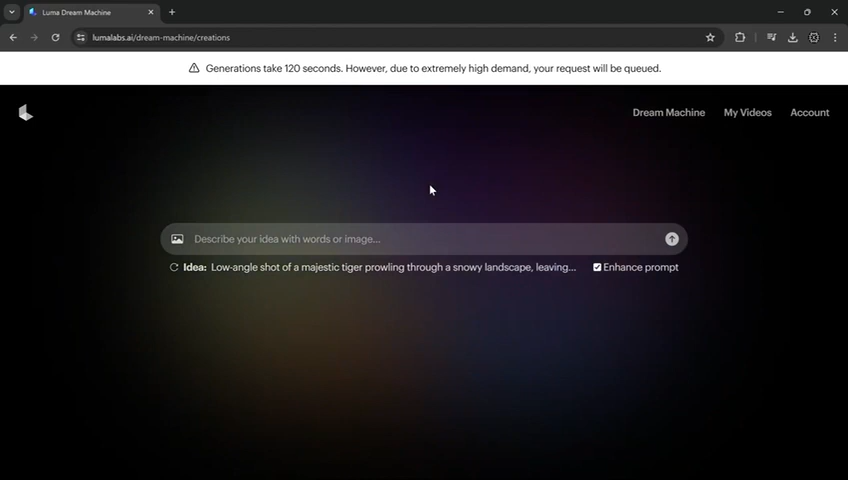 Luma Dream Machine
lumalabs.ai/dream-machine/creations
Generations take 120 seconds. However, due to extremely high demand, your request will be queued.
Dream Machine My Videos Account
Describe your idea with words or image...
Idea: Low-angle shot of a majestic tiger prowling through a snowy landscape, leaving... Enhance prompt